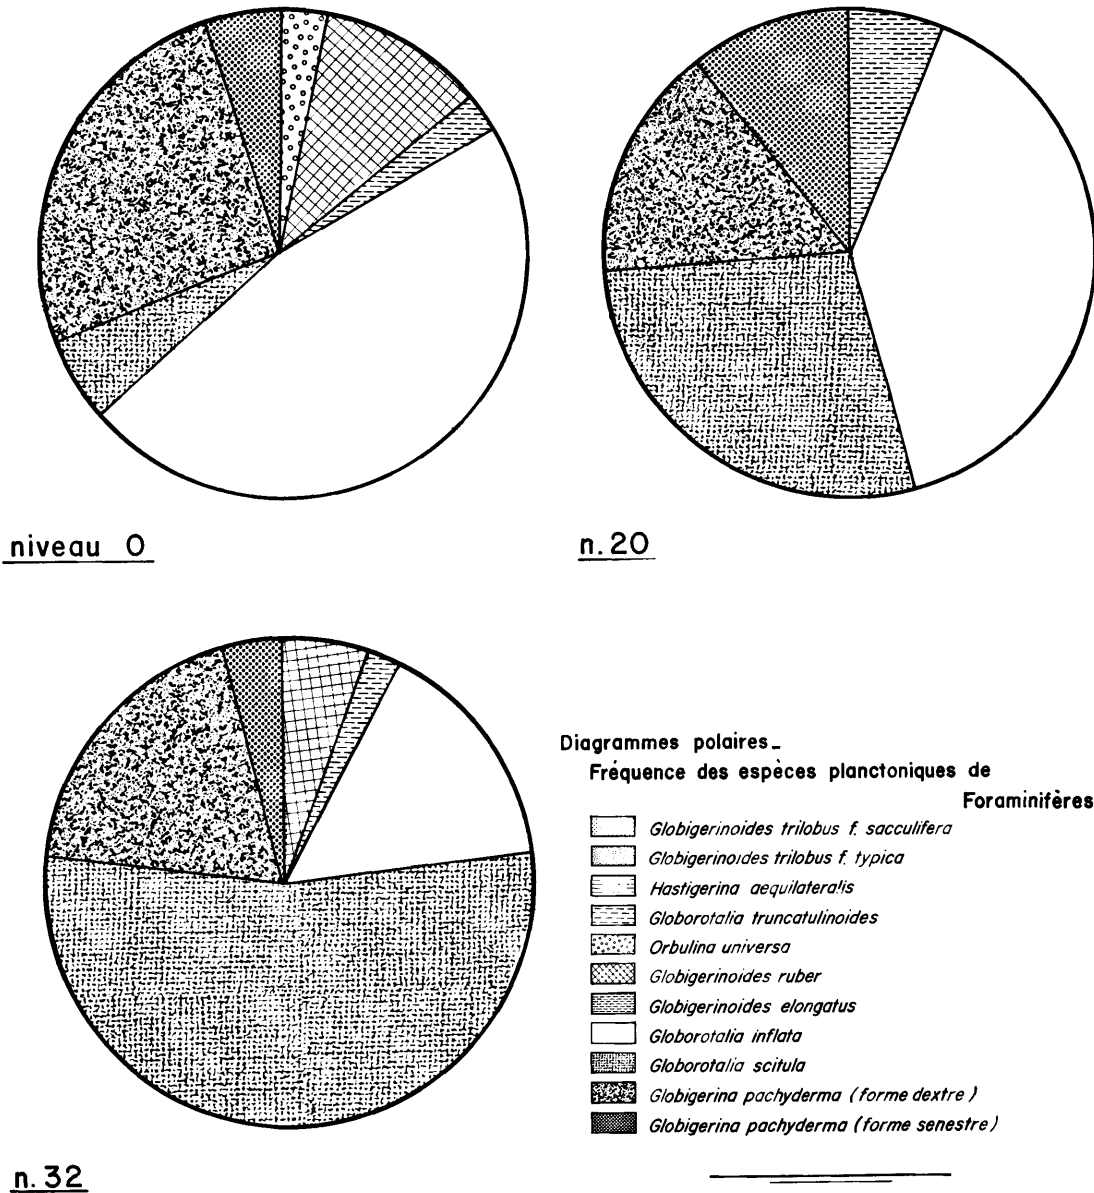 niveau 0
n.20
n.32
Diagrammes polaires_
Fréquence des espèces planctoniques de
Foraminifères
Globigerinoides trilobus f. sacculifera
Globigerinoides trilobus f. typica
Hastigerina aequilateralis
Globorotalia truncatulinoides
Orbulina universa
Globigerinoides ruber
Globigerinoides elongatus
Globorotalia inflata
Globorotalia scitula
Globigerina pachyderma (forme dextre)
Globigerina pachyderma (forme senestre)